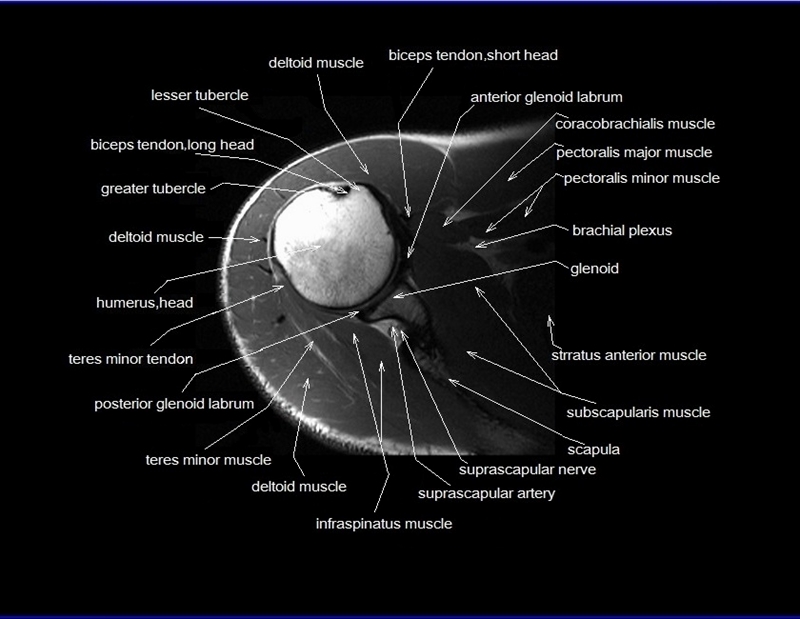 deltoid muscle
biceps tendon,short head
lesser tubercle
anterior glenoid labrum
coracobrachialis muscle
biceps tendon,long head
pectoralis major muscle
greater tubercle
pectoralis minor muscle
deltoid muscle
brachial plexus
glenoid
humerus,head
teres minor tendon
strratus anterior muscle
posterior glenoid labrum
subscapularis muscle
scapula
teres minor muscle
suprascapular nerve
deltoid muscle
suprascapular artery
infraspinatus muscle